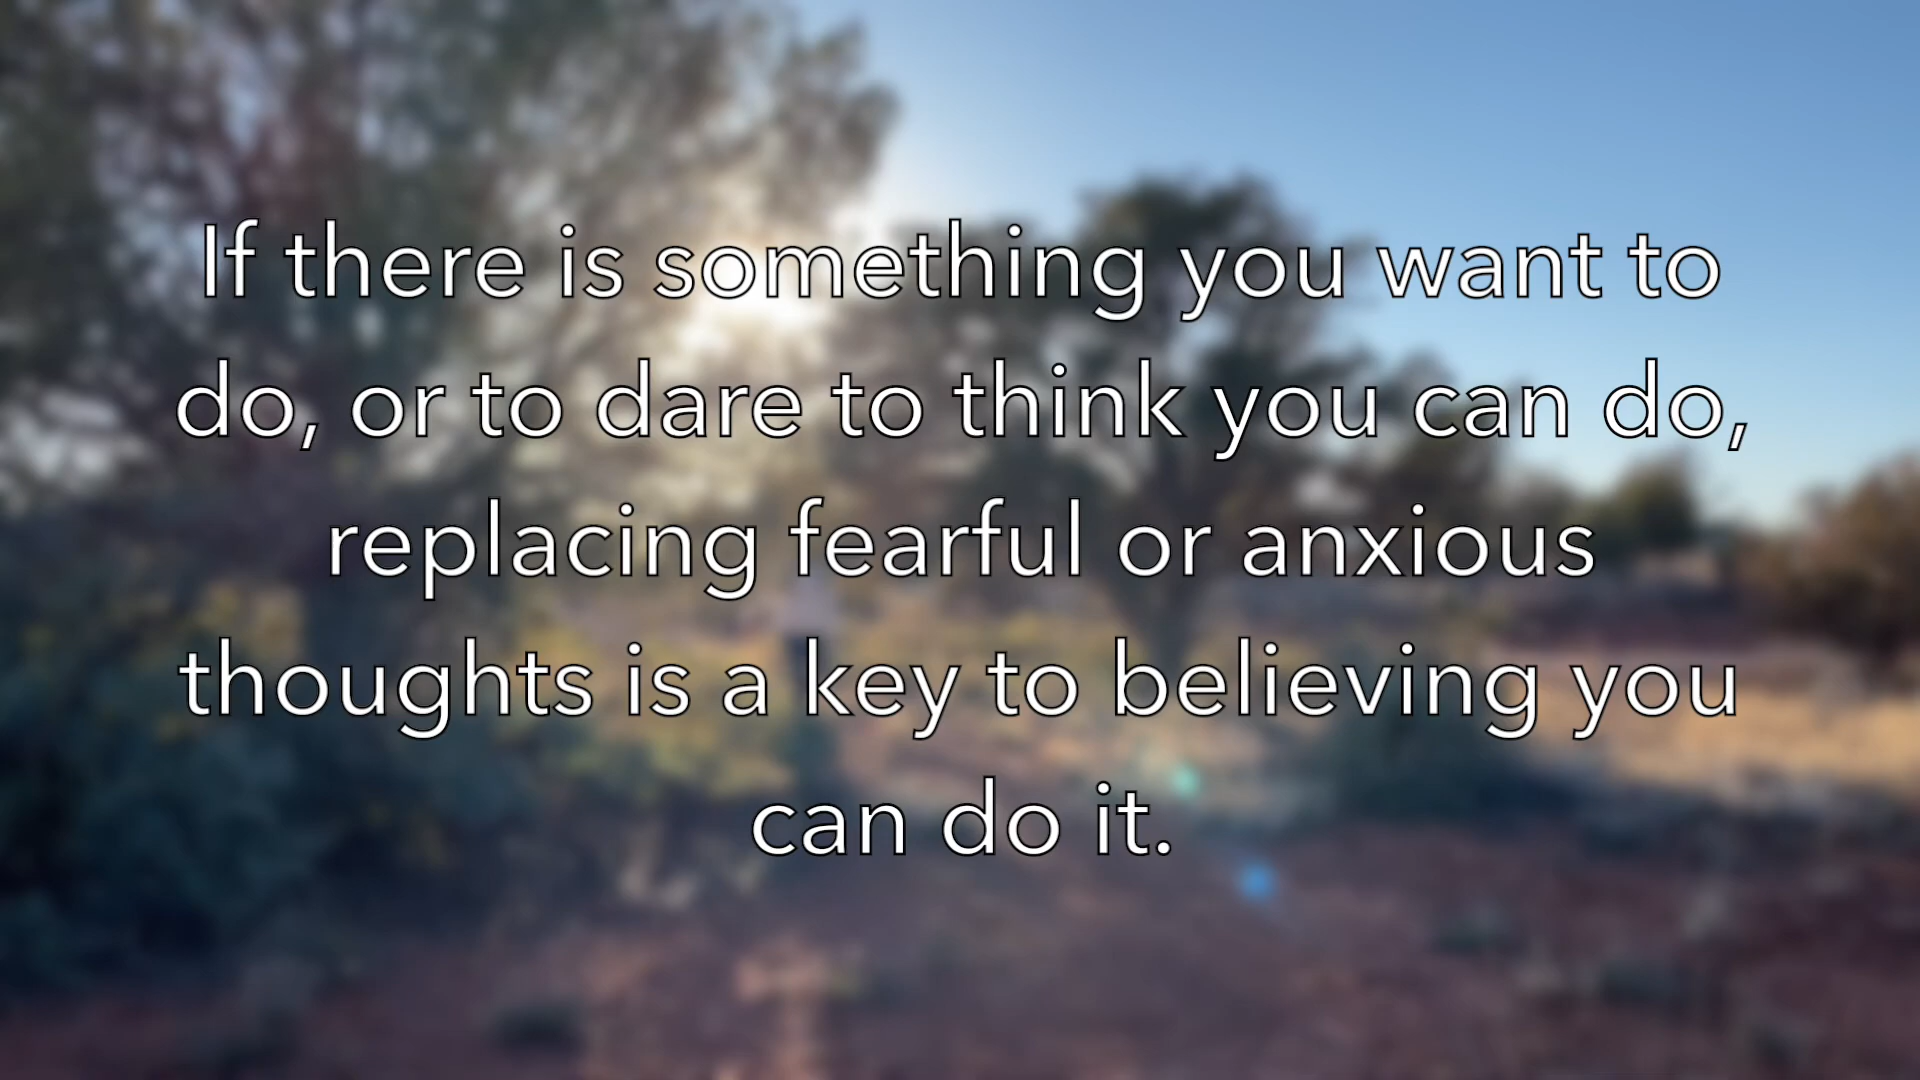 If there is something you want to
do, or to dare to think you can do,
replacing fearful or anxious
thoughts is a key to believing you
can do it.